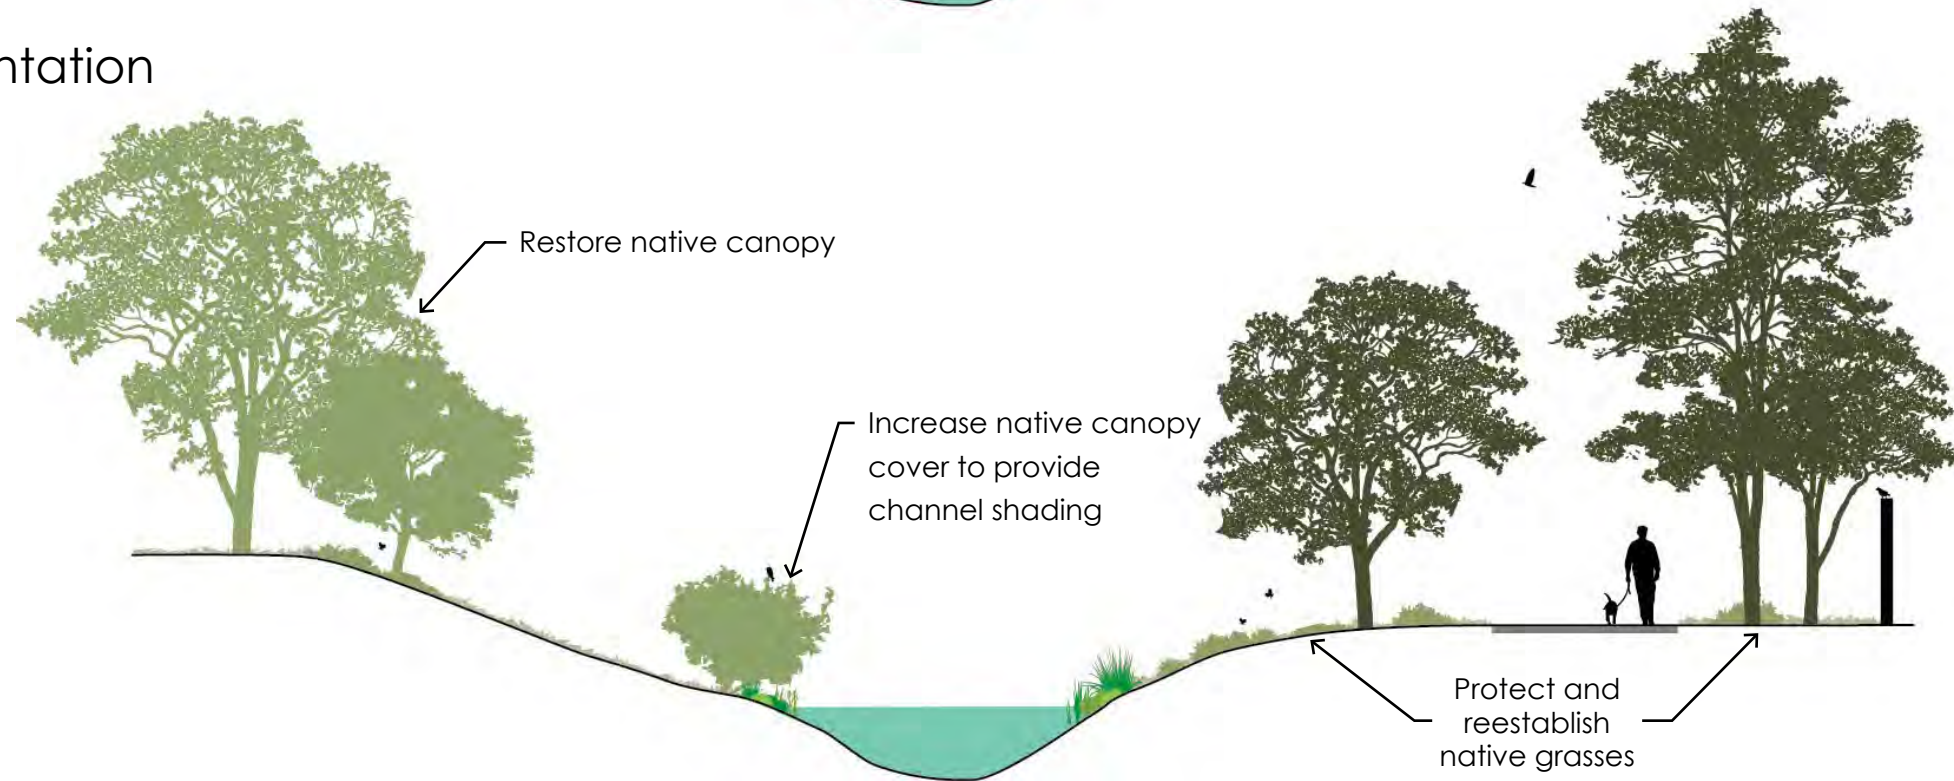 ntation
Restore native canopy
Increase native canopy
cover to provide
channel shading
Protect and
reestablish
native grasses